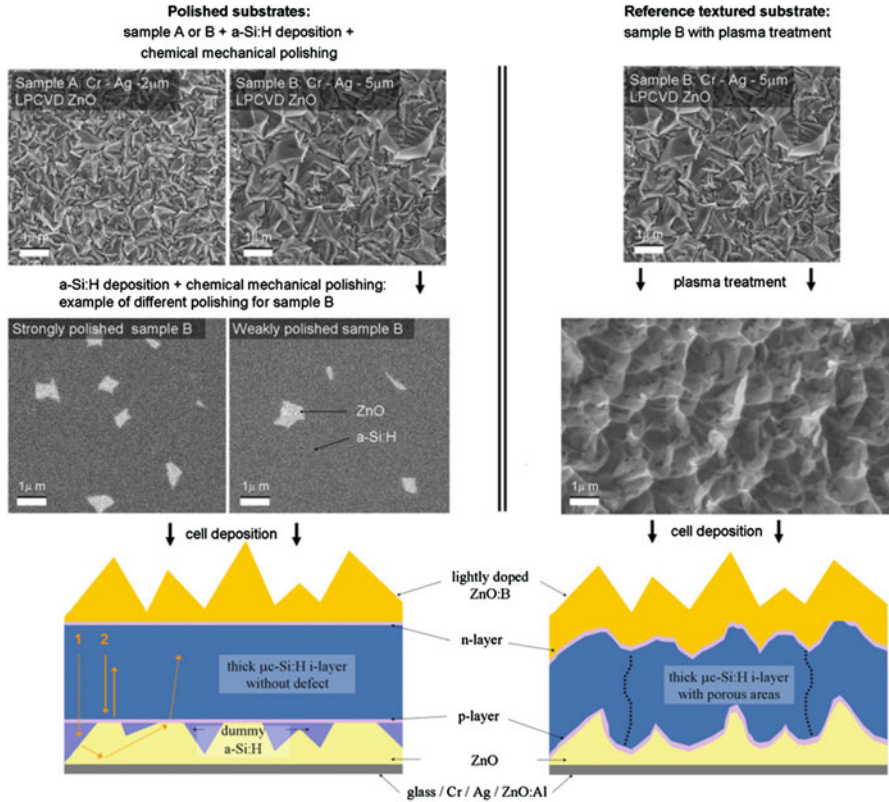 Polished substrates:
sample A or B + a-Si:H deposition +
chemical mechanical polishing
Sample A: Cr - Ag -2μm
LPCVD ZnO
1μm
Sample B: Cr - Ag - 5μm
LPCVD ZnO
1μm
a-Si:H deposition + chemical mechanical polishing:
example of different polishing for sample B
Strongly polished sample B
1μm
Weakly polished sample B
ZnO
a-Si:H
1μm
cell deposition
1
2
thick μc-Si:H i-layer
without defect
dummy
a-Si:H
Reference textured substrate:
sample B with plasma treatment
Sample B: Cr - Ag - 5μm
LPCVD ZnO
1μm
plasma treatment
1μm
cell deposition
lightly doped
ZnO:B
n-layer
thick μc-Si:H i-layer
with porous areas
p-layer
ZnO
glass / Cr / Ag / ZnO:Al